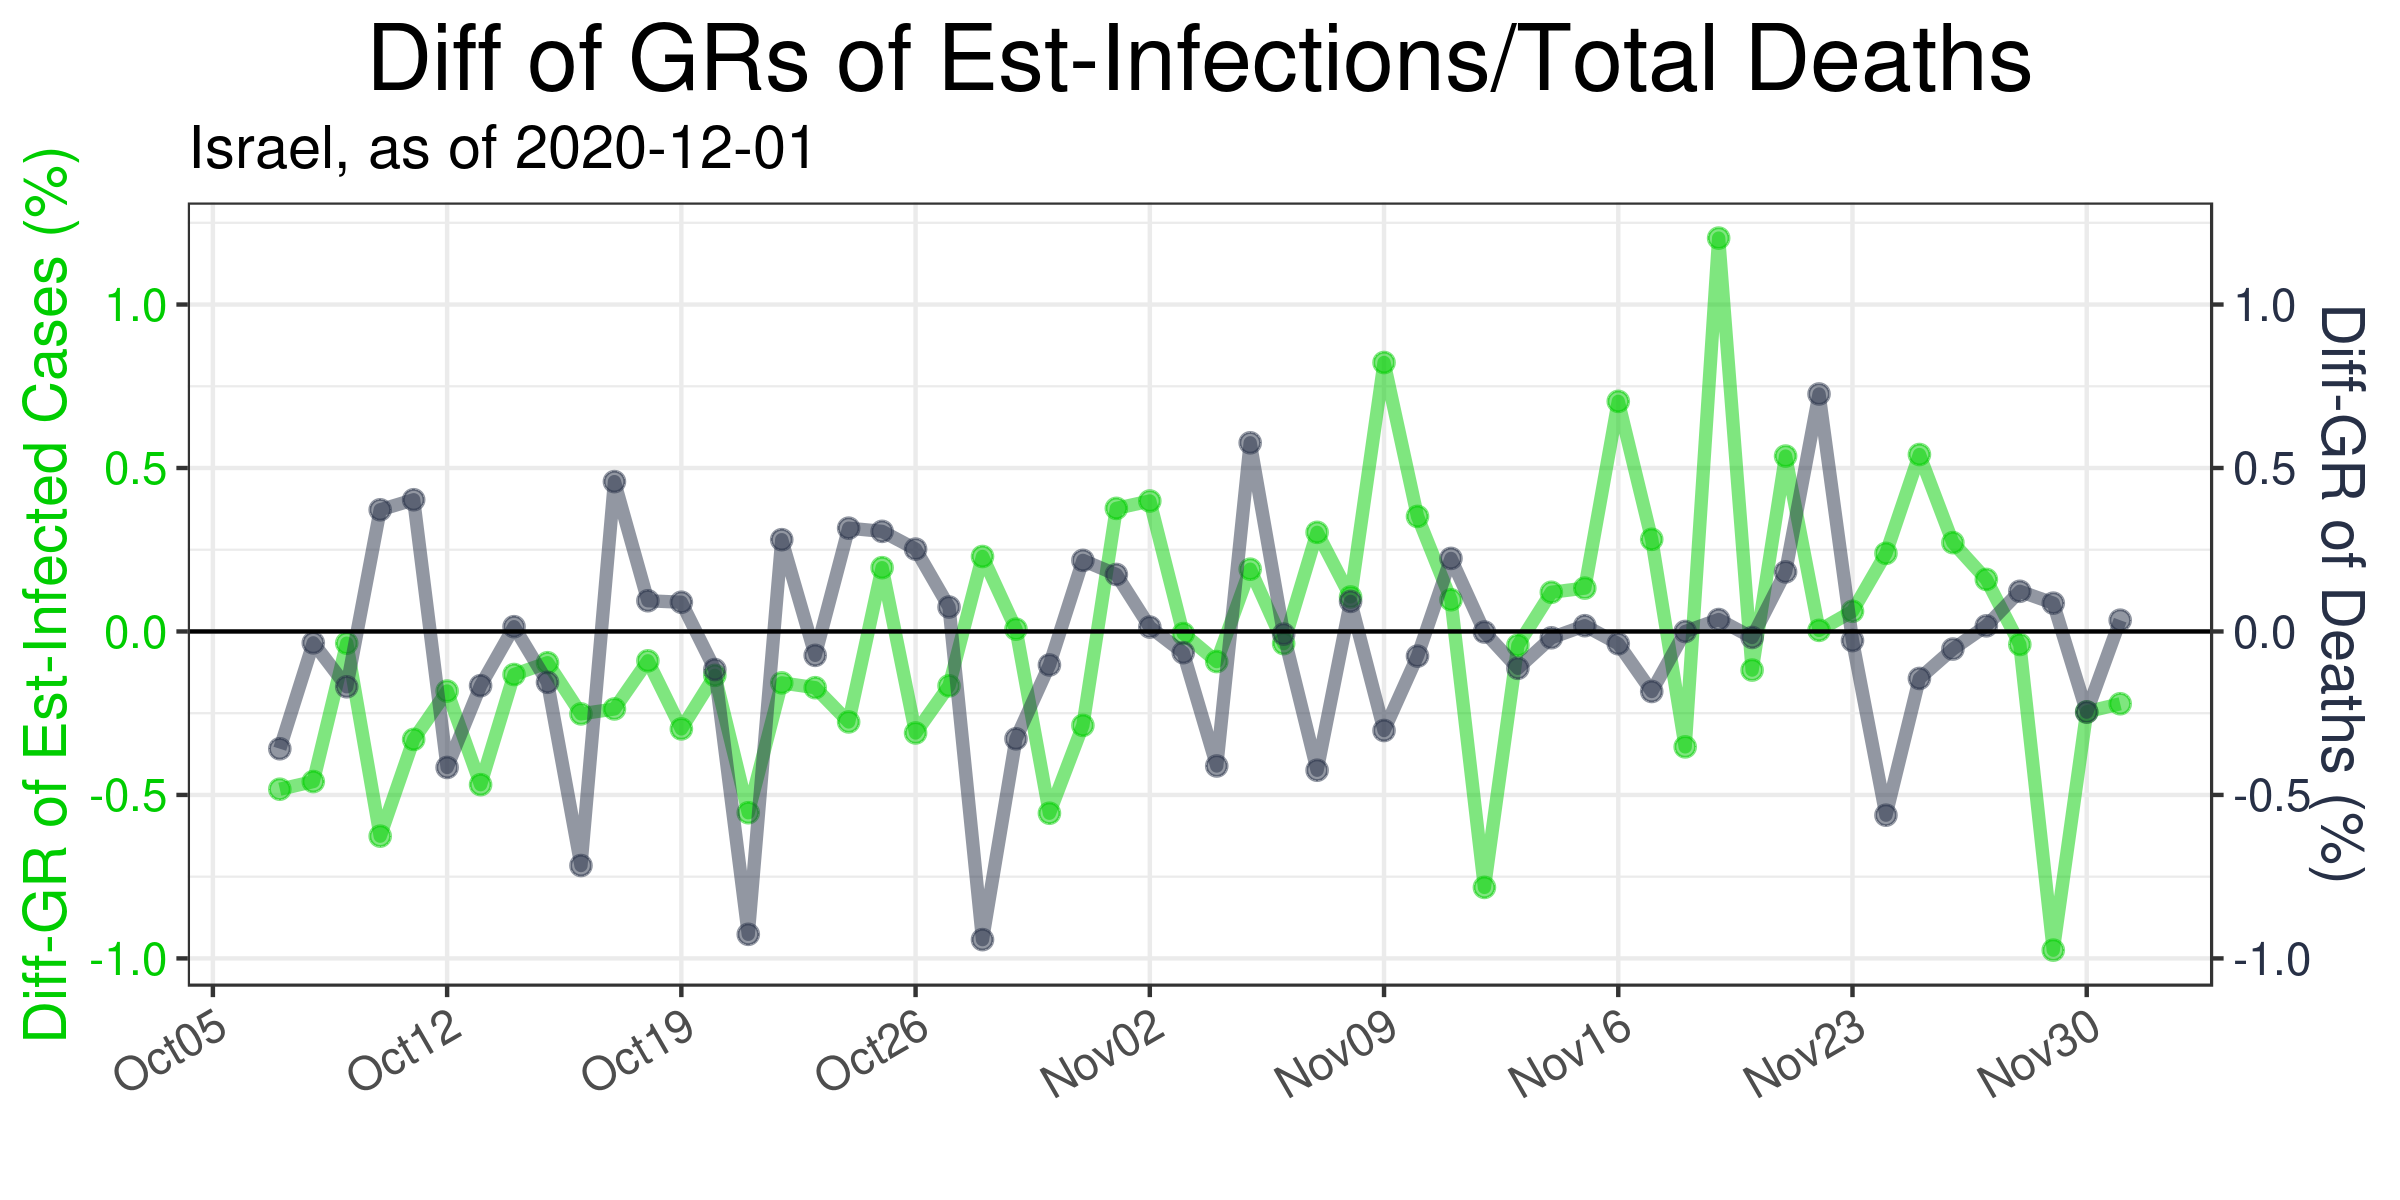 Diff of GRs of Est-Infections/Total Deaths
Israel, as of 2020-12-01
Diff-GR of Est-Infected Cases (%)
1.0
0.5
0.0
-0.5
-1.0
1.0
0.5
0.0
-0.5
-1.0
Diff-GR of Deaths (%)
Oct05
Oct12
Oct19
Oct26
Nov02
Nov09
Nov16
Nov23
Nov30